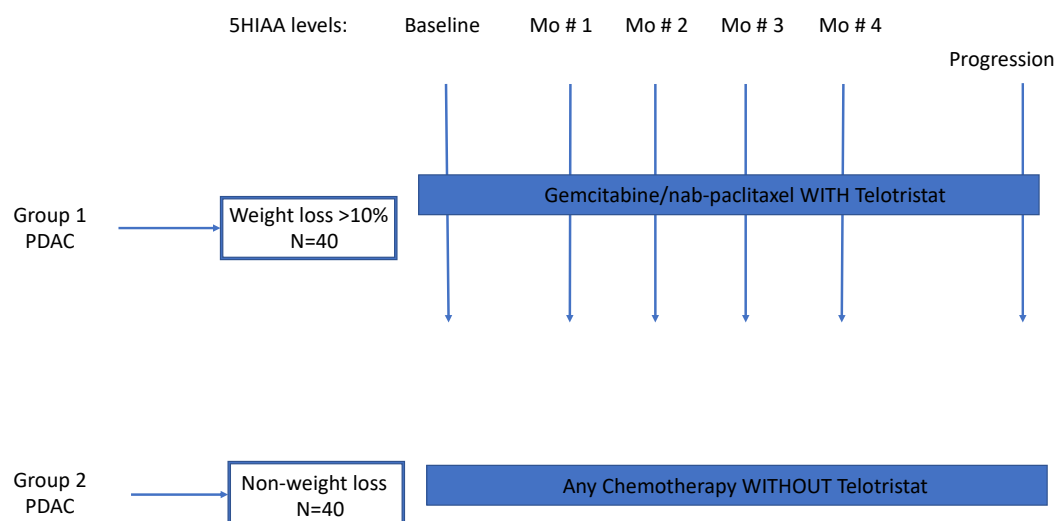 5HIAA levels: Baseline Mo # 1 Mo # 2 Mo # 3 Mo # 4
Progression
Gemcitabine/nab-paclitaxel WITH Telotristat
Group 1
PDAC
Weight loss >10%
N=40
Group 2
PDAC
Non-weight loss
N=40
Any Chemotherapy WITHOUT Telotristat